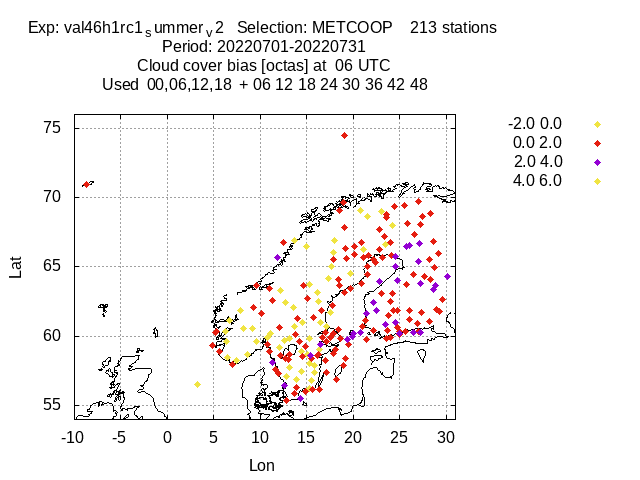 Exp: val46h1rc1summerv2 Selection: METCOOP 213 stations
Period: 20220701-20220731
Cloud cover bias [octas] at 06 UTC
Used 00,06,12,18 + 06 12 18 24 30 36 42 48
-2.0 0.0
0.0 2.0
2.0 4.0
4.0 6.0
75
70
65
60
55
Lat
-10 -5 0 5 10 15 20 25 30
Lon